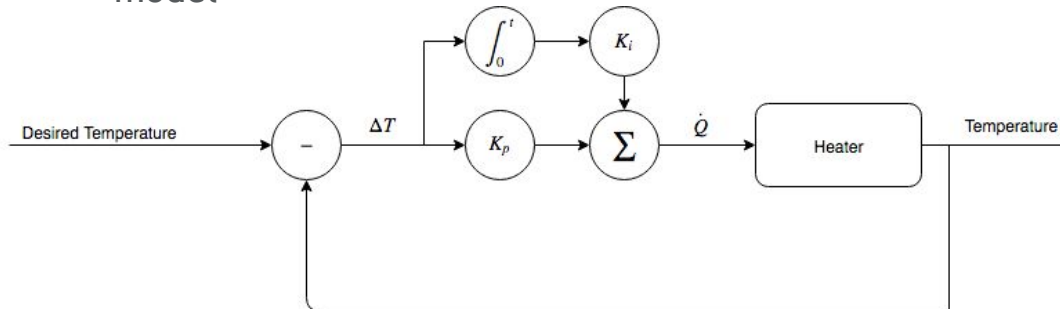 model
∫₀ᵗ
Kᵢ
Desired Temperature
−
ΔT
Kₚ
Σ
Q̇
Heater
Temperature